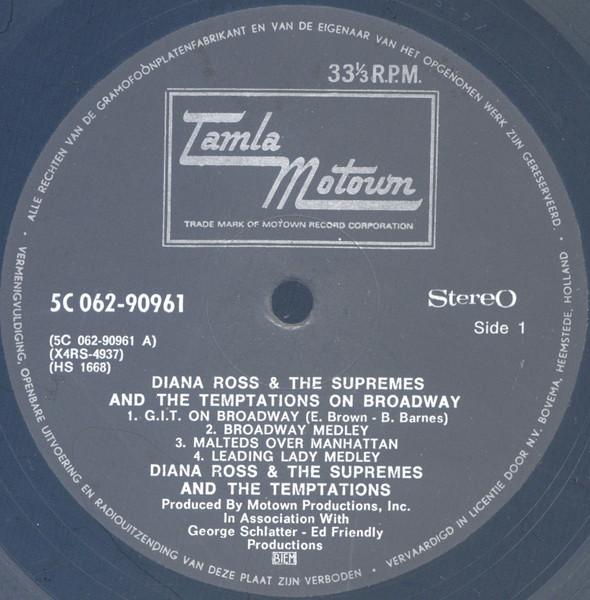 ALLE RECHTEN VAN DE GRAMOFOONPLATENFABRIKANT EN VAN DE EIGENAAR VAN HET OPGENOMEN WERK ZIJN GERESERVEERD.
33⅓ R.P.M.
Tamla
Motown
TRADE MARK OF MOTOWN RECORD CORPORATION
5C 062-90961
Stereo
Side 1
(5C 062-90961 A)
(X4RS-4937)
(HS 1668)
DIANA ROSS & THE SUPREMES
AND THE TEMPTATIONS ON BROADWAY
1. G.I.T. ON BROADWAY (E. Brown - B. Barnes)
2. BROADWAY MEDLEY
3. MALTEDS OVER MANHATTAN
4. LEADING LADY MEDLEY
DIANA ROSS & THE SUPREMES
AND THE TEMPTATIONS
Produced By Motown Productions, Inc.
In Association With
George Schlatter - Ed Friendly
Productions
BIEM
VERMENIGVULDIGING, OPENBARE UITVOERING EN RADIOUITZENDING VAN DEZE PLAAT ZIJN VERBODEN • VERVAARDIGD IN LICENTIE DOOR N.V. BOVEMA, HEEMSTEDE, HOLLAND •